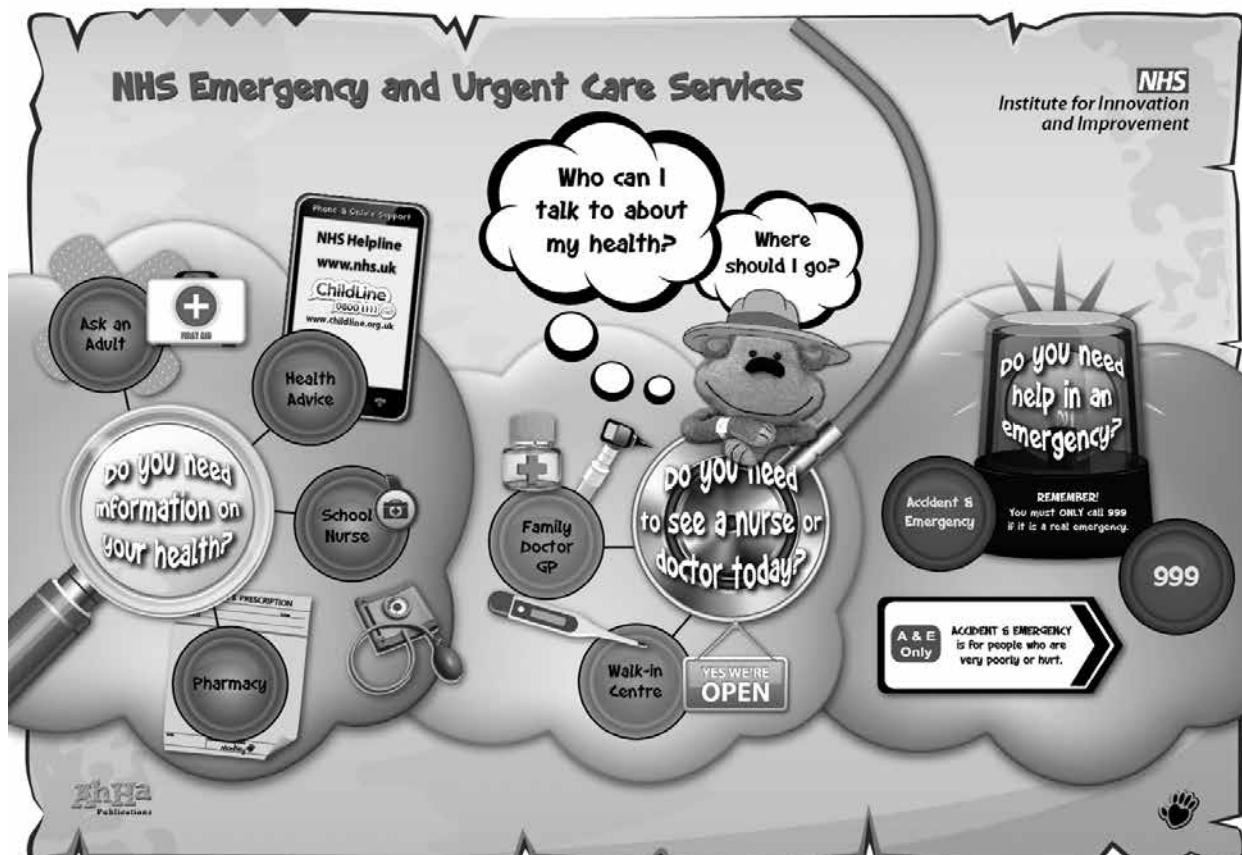 NHS Emergency and Urgent Care Services
NHS
Institute for Innovation
and Improvement
Who can I
talk to about
my health?
Where
should I go?
Phone & Online Support
NHS Helpline
www.nhs.uk
ChildLine
0800 1111
www.childline.org.uk
Ask an
Adult
FIRST AID
Health
Advice
Do you need
information on
your health?
School
Nurse
PRESCRIPTION
Pharmacy
Family
Doctor
GP
Do you need
to see a nurse or
doctor today?
Walk-in
Centre
YES WE'RE
OPEN
Do you need
help in an
emergency?
REMEMBER!
You must ONLY call 999
if it is a real emergency.
Accident &
Emergency
999
A & E
Only
ACCIDENT & EMERGENCY
is for people who are
very poorly or hurt.
AhHa
Publications